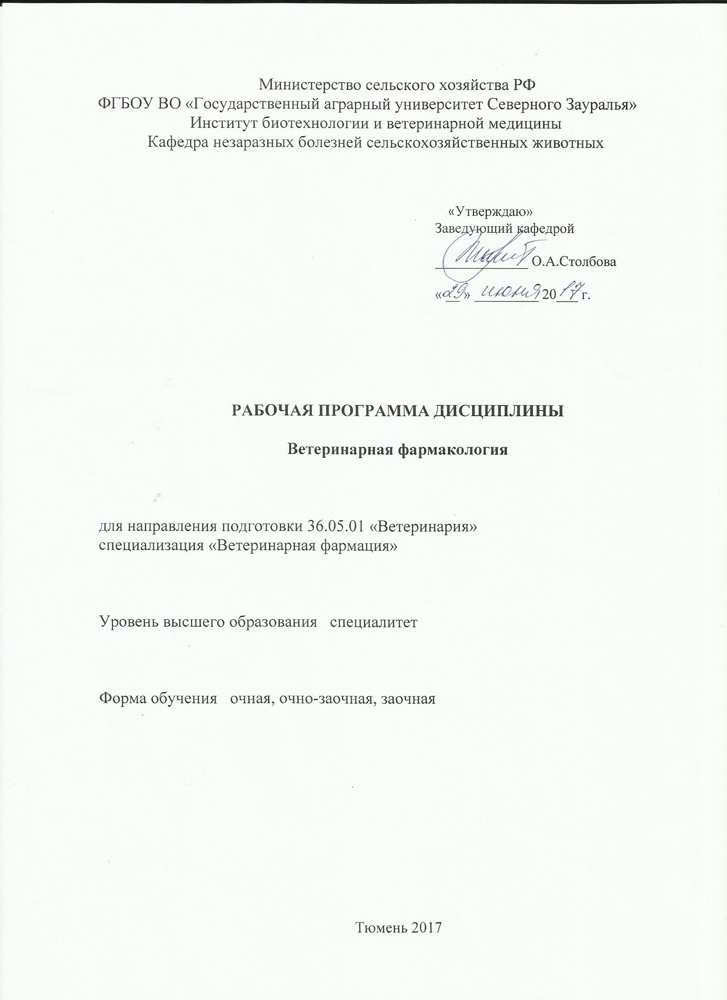 Министерство сельского хозяйства РФ
ФГБОУ ВО «Государственный аграрный университет Северного Зауралья»
Институт биотехнологии и ветеринарной медицины
Кафедра незаразных болезней сельскохозяйственных животных
«Утверждаю»
Заведующий кафедрой
О.А.Столбова
«29» июня 2017 г.
РАБОЧАЯ ПРОГРАММА ДИСЦИПЛИНЫ
Ветеринарная фармакология
для направления подготовки 36.05.01 «Ветеринария»
специализация «Ветеринарная фармация»
Уровень высшего образования специалитет
Форма обучения очная, очно-заочная, заочная
Тюмень 2017